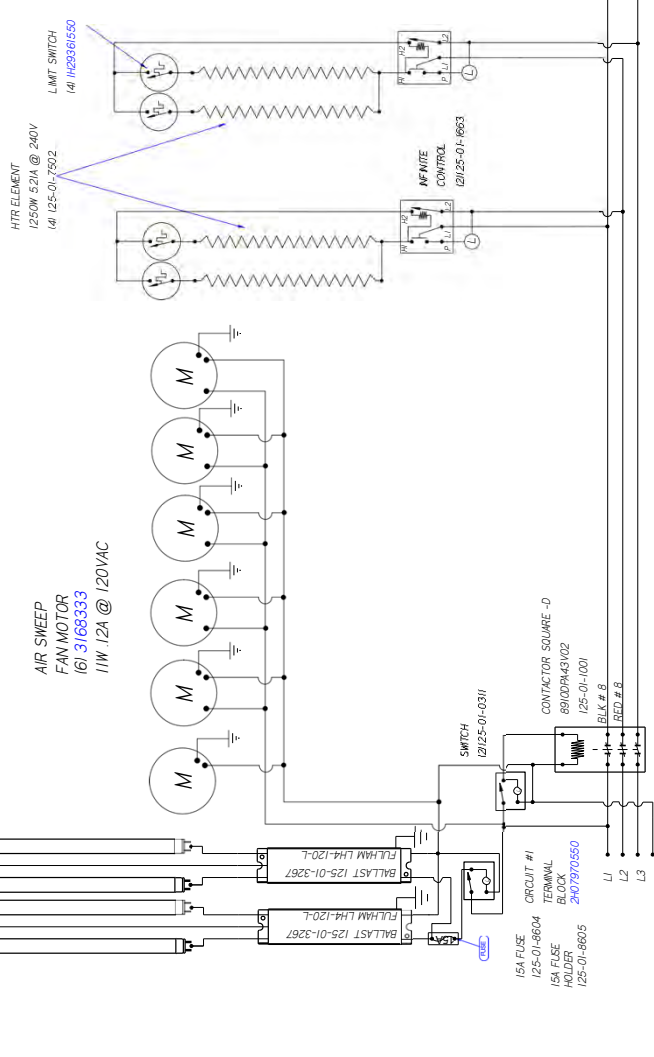 LIMIT SWITCH
(4) 1H29361550
HTR ELEMENT
1250W 5.21A @ 240V
(4) 125-01-7502
H2
L2
H1
P
L1
L
INFINITE
CONTROL
(2)125-01-1663
H2
L2
H1
P
L1
L
AIR SWEEP
FAN MOTOR
(6) 3168333
11W .12A @ 120VAC
M
M
M
M
M
M
CONTACTOR SQUARE -D
8910DPA43V02
125-01-1001
BLK # 8
RED # 8
SWITCH
(2)125-01-0311
BALLAST 125-01-3267
FULHAM LH4-120-L
BALLAST 125-01-3267
FULHAM LH4-120-L
15A
FUSE
CIRCUIT #1
TERMINAL
BLOCK
2H07970550
L1
L2
L3
15A FUSE
125-01-8604
15A FUSE
HOLDER
125-01-8605